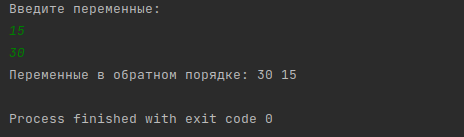 Введите переменные:
15
30
Переменные в обратном порядке: 30 15
Process finished with exit code 0